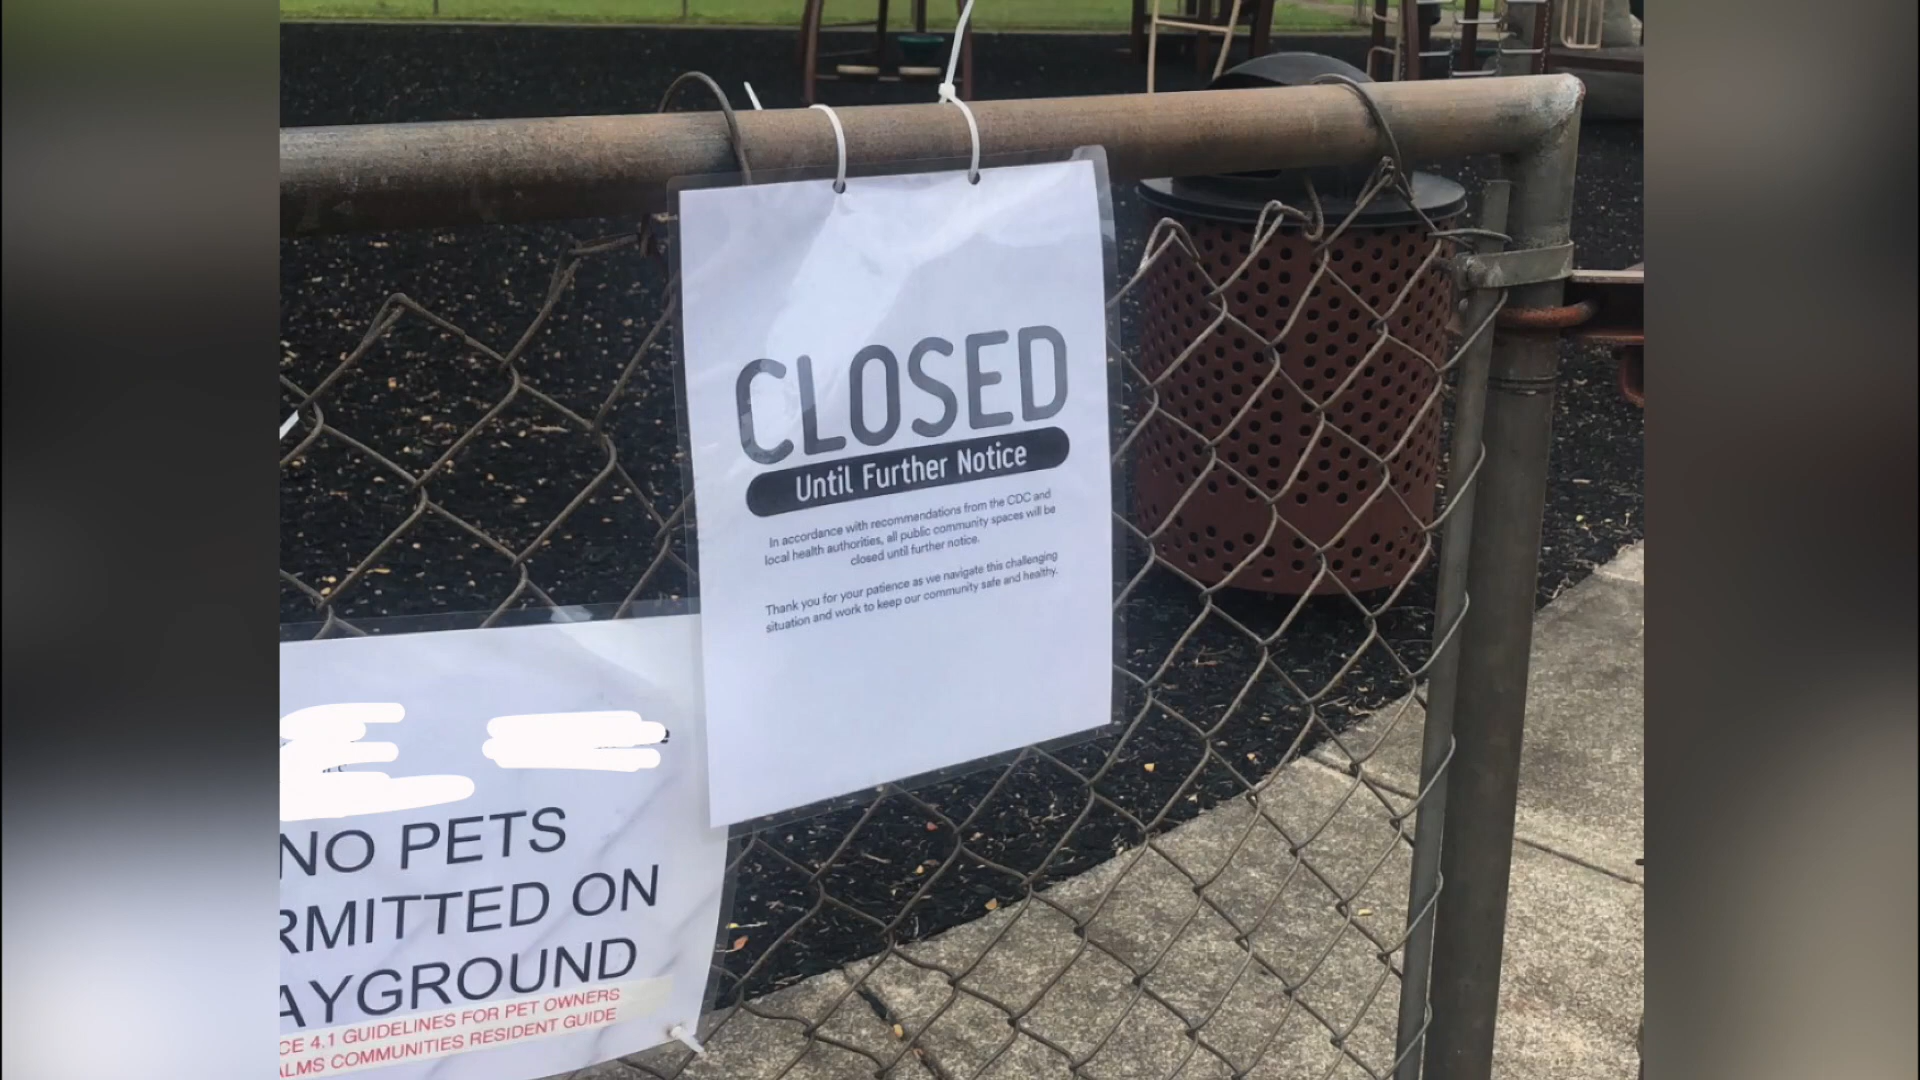 CLOSED
Until Further Notice
In accordance with recommendations from the CDC and
local health authorities, all public community spaces will be
closed until further notice.
Thank you for your patience as we navigate this challenging
situation and work to keep our community safe and healthy.
NO PETS
RMITTED ON
AYGROUND
CE 4.1 GUIDELINES FOR PET OWNERS
ALMS COMMUNITIES RESIDENT GUIDE